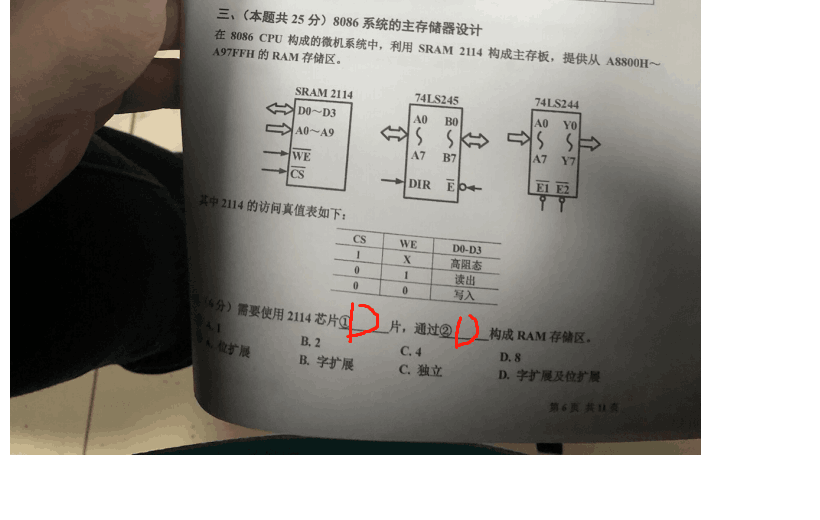 三、（本题共 25 分）8086 系统的主存储器设计
在 8086 CPU 构成的微机系统中，利用 SRAM 2114 构成主存板，提供从 A8800H～
A97FFH 的 RAM 存储区。
SRAM 2114 74LS245 74LS244
D0～D3 A0 B0 A0 Y0
A0～A9 A7 B7 A7 Y7
WE
CS DIR E E1 E2
其中 2114 的访问真值表如下：
CS WE D0-D3
1 X 高阻态
0 1 读出
0 0 写入
（6分）需要使用 2114 芯片①D片，通过②D构成 RAM 存储区。
A. 1 B. 2 C. 4 D. 8
A. 位扩展 B. 字扩展 C. 独立 D. 字扩展及位扩展
第 6 页 共 11 页